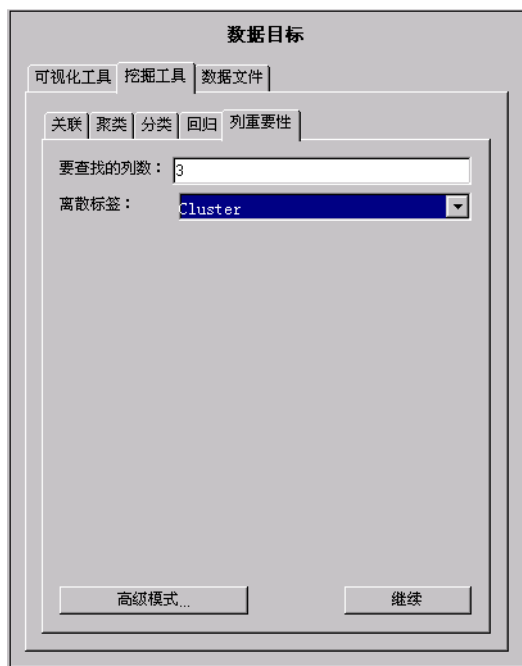 数据目标
可视化工具 挖掘工具 数据文件
关联 聚类 分类 回归 列重要性
要查找的列数： 3
离散标签： Cluster
高级模式... 继续